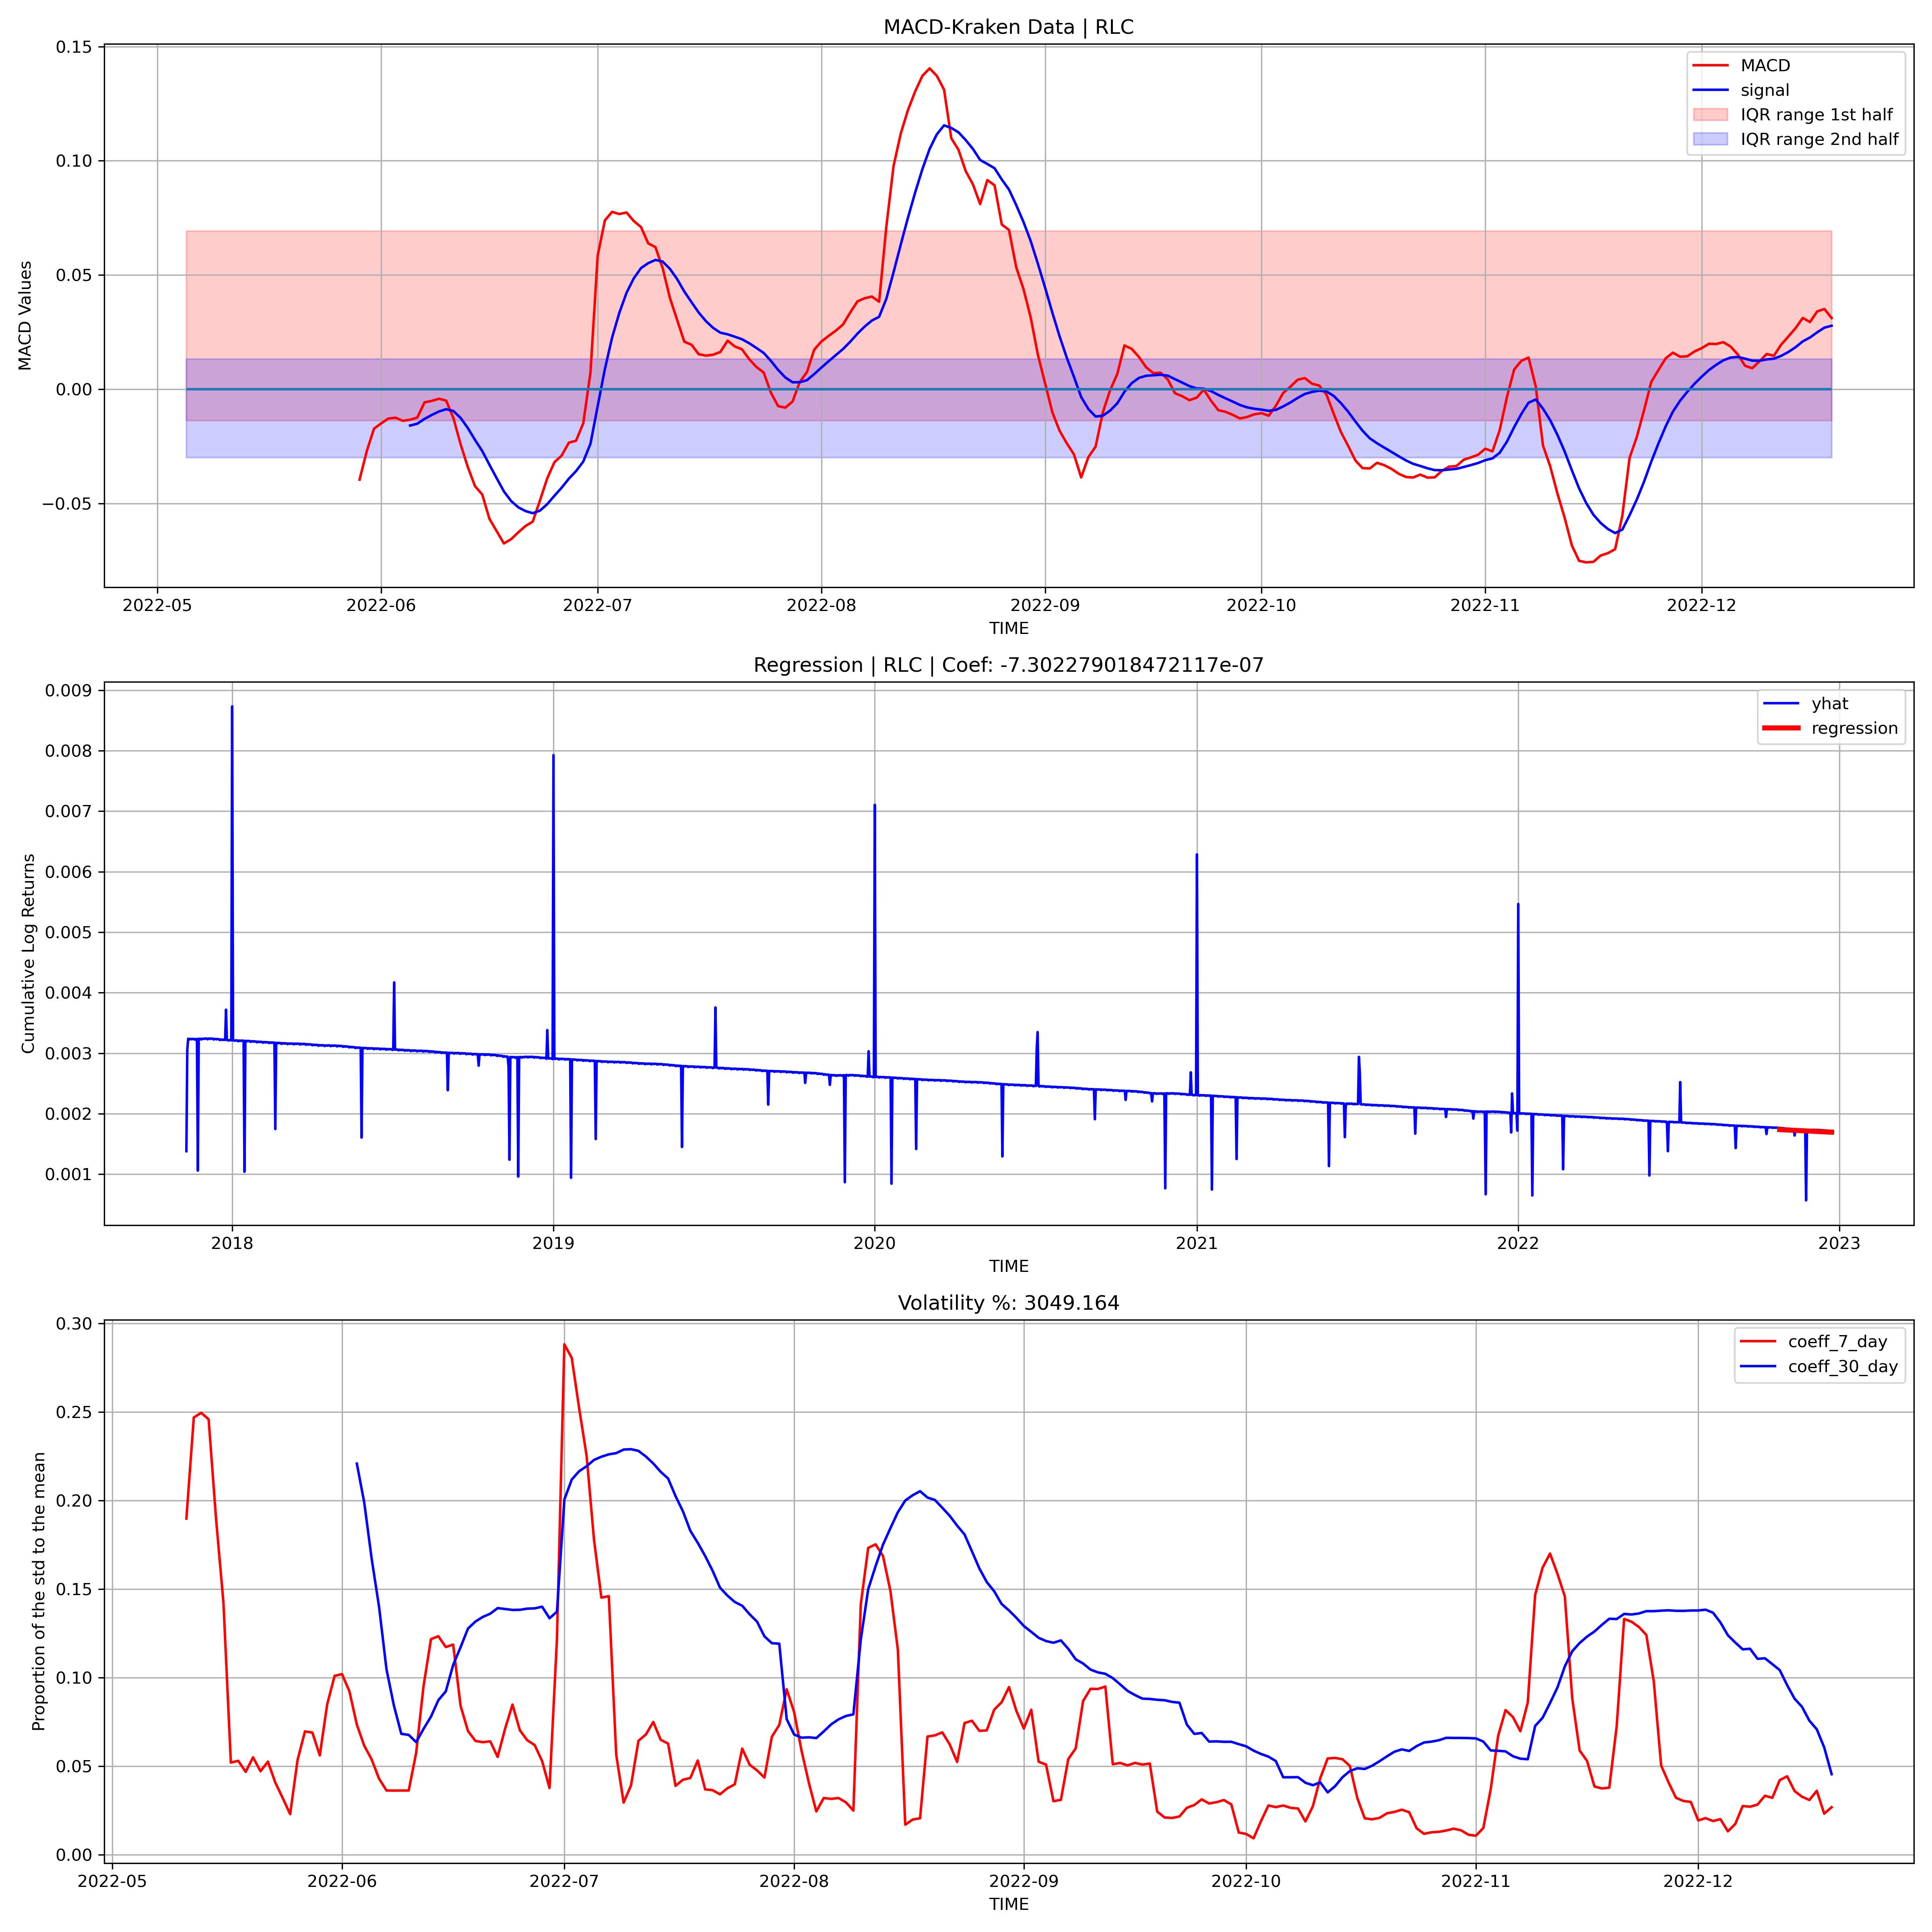 MACD-Kraken Data | RLC
MACD Values
0.15
0.10
0.05
0.00
−0.05
MACD
signal
IQR range 1st half
IQR range 2nd half
2022-05 2022-06 2022-07 2022-08 2022-09 2022-10 2022-11 2022-12
TIME
Regression | RLC | Coef: -7.302279018472117e-07
Cumulative Log Returns
0.009
0.008
0.007
0.006
0.005
0.004
0.003
0.002
0.001
yhat
regression
2018 2019 2020 2021 2022 2023
TIME
Volatility %: 3049.164
Proportion of the std to the mean
0.30
0.25
0.20
0.15
0.10
0.05
0.00
coeff_7_day
coeff_30_day
2022-05 2022-06 2022-07 2022-08 2022-09 2022-10 2022-11 2022-12
TIME